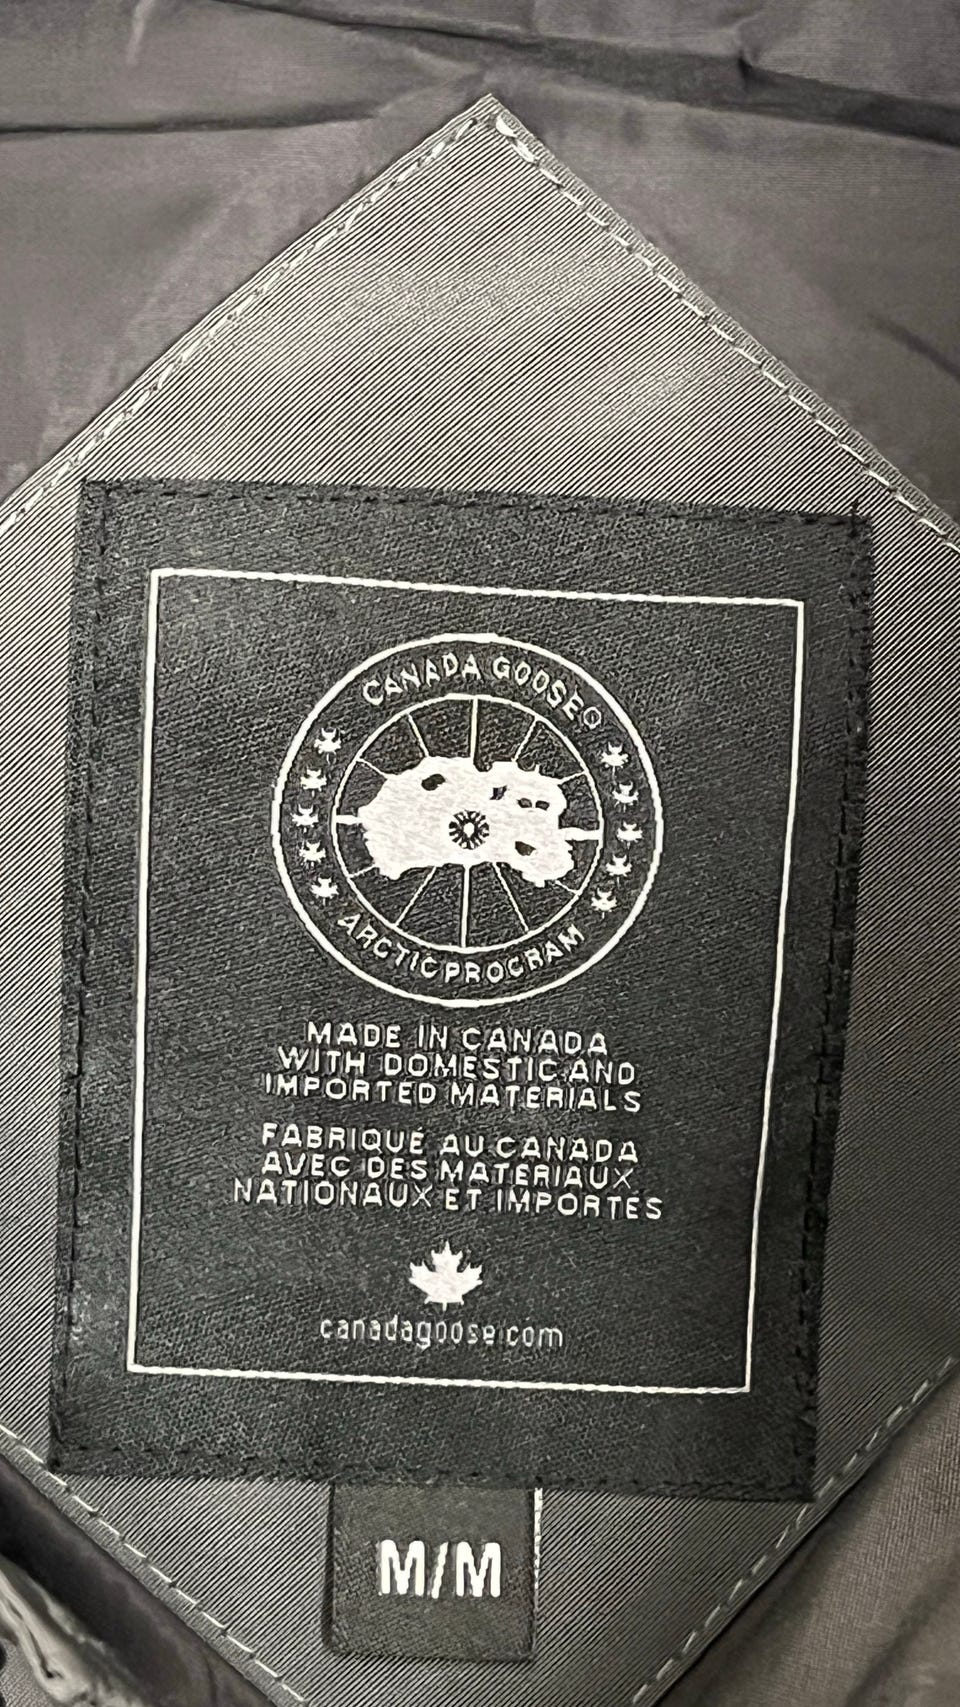 CANADA GOOSE®
ARCTIC PROGRAM
MADE IN CANADA
WITH DOMESTIC AND
IMPORTED MATERIALS
FABRIQUÉ AU CANADA
AVEC DES MATÉRIAUX
NATIONAUX ET IMPORTES
canadagoose.com
M/M